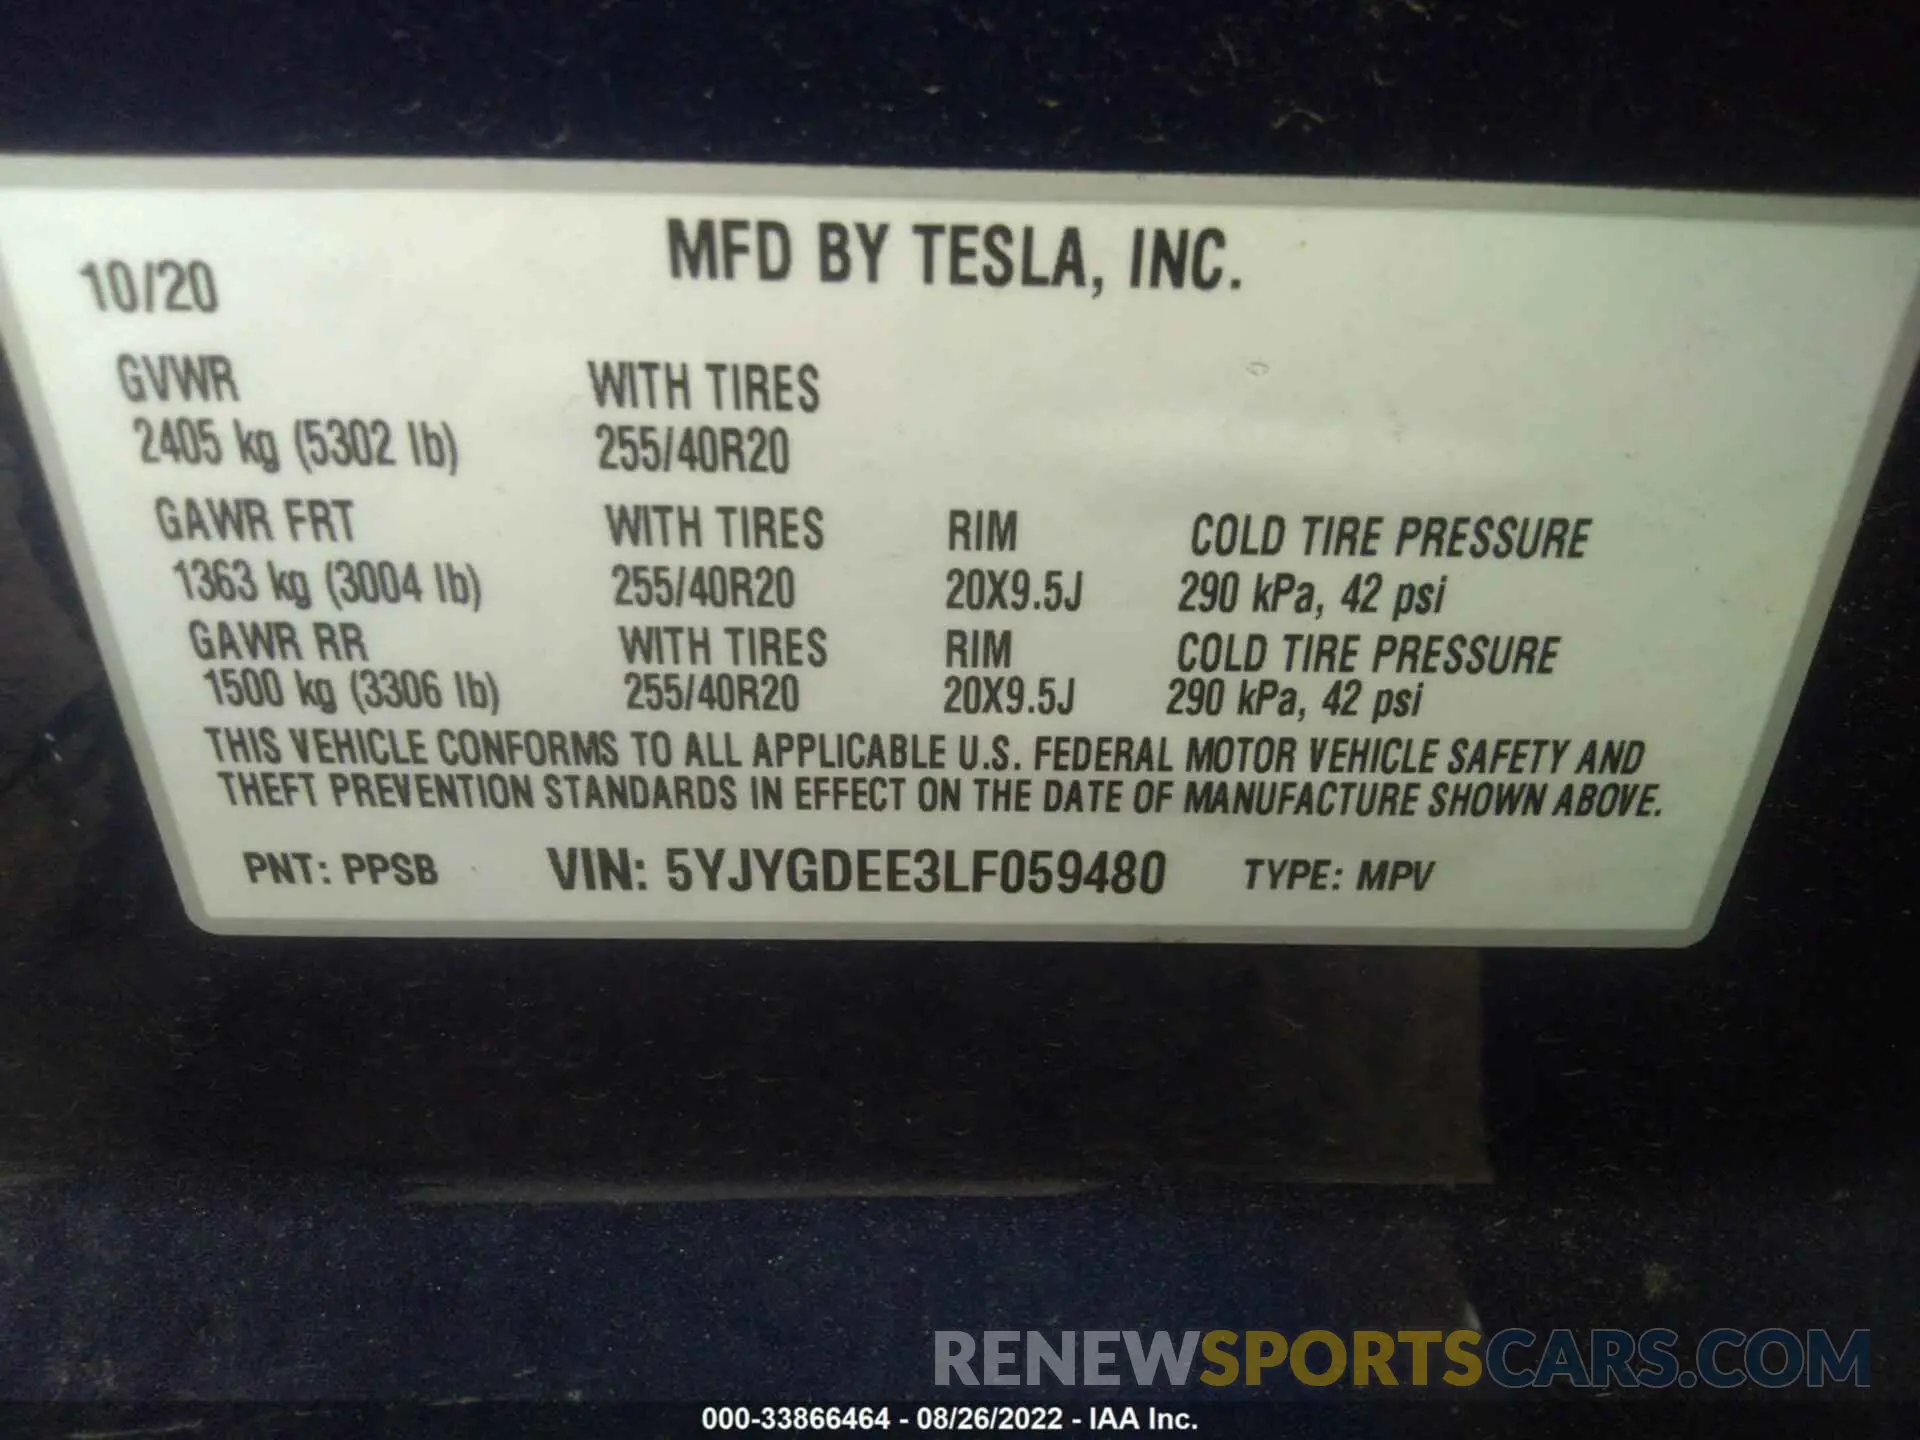 MFD BY TESLA, INC.
10/20
GVWR WITH TIRES
2405 kg (5302 lb) 255/40R20
GAWR FRT WITH TIRES RIM COLD TIRE PRESSURE
1363 kg (3004 lb) 255/40R20 20X9.5J 290 kPa, 42 psi
GAWR RR WITH TIRES RIM COLD TIRE PRESSURE
1500 kg (3306 lb) 255/40R20 20X9.5J 290 kPa, 42 psi
THIS VEHICLE CONFORMS TO ALL APPLICABLE U.S. FEDERAL MOTOR VEHICLE SAFETY AND
THEFT PREVENTION STANDARDS IN EFFECT ON THE DATE OF MANUFACTURE SHOWN ABOVE.
PNT: PPSB VIN: 5YJYGDEE3LF059480 TYPE: MPV
RENEWSPORTSCARS.COM
000-33866464 - 08/26/2022 - IAA Inc.